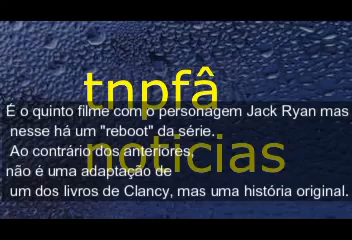 tnpfâ
É o quinto filme com o personagem Jack Ryan mas
nesse há um "reboot" da série.
Ao contrário dos anteriores,
notícias
não é uma adaptação de
um dos livros de Clancy, mas uma história original.